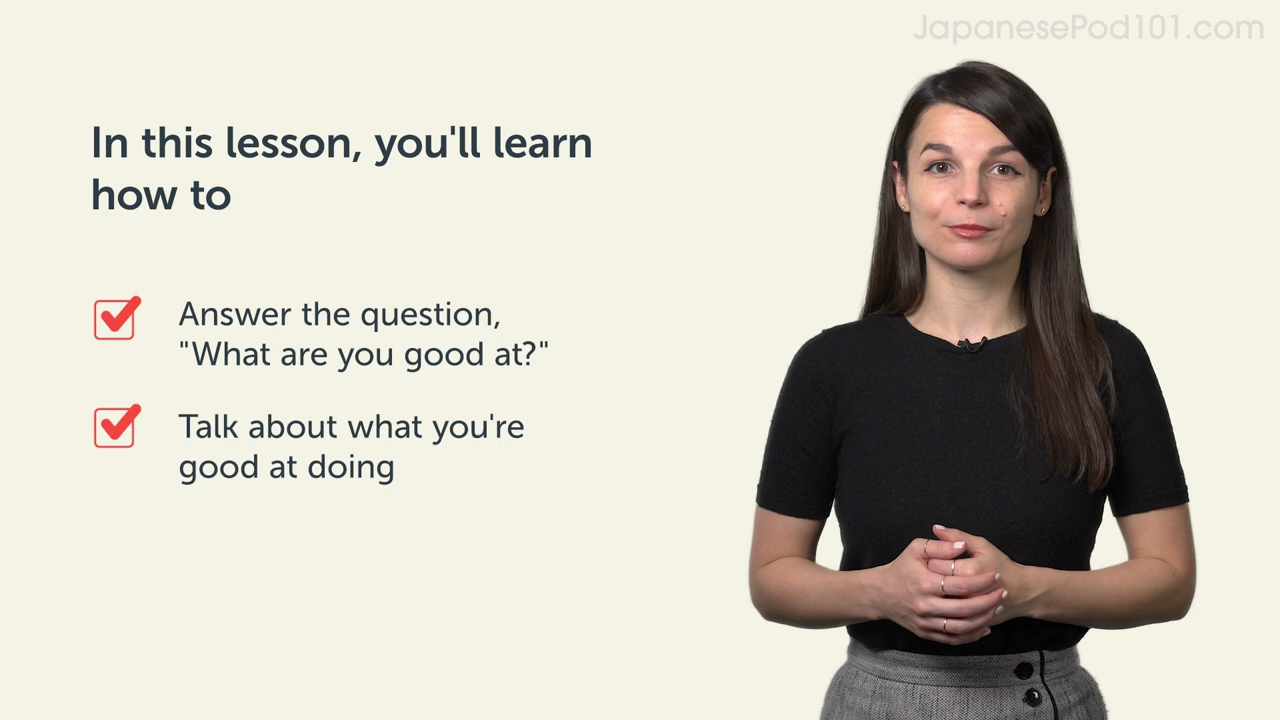 JapanesePod101.com
In this lesson, you'll learn
how to
Answer the question,
"What are you good at?"
Talk about what you're
good at doing